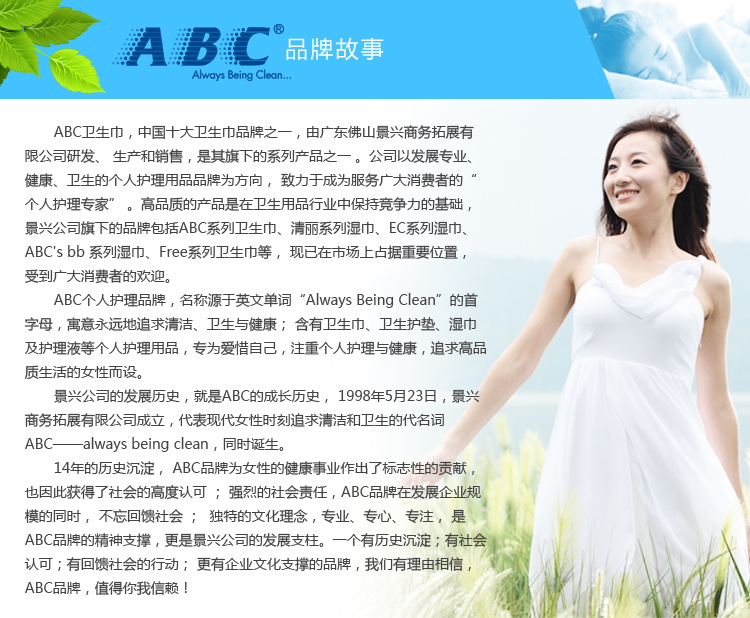 ABC® 品牌故事
Always Being Clean...
ABC卫生巾，中国十大卫生巾品牌之一，由广东佛山景兴商务拓展有
限公司研发、 生产和销售，是其旗下的系列产品之一 。公司以发展专业、
健康、卫生的个人护理用品品牌为方向， 致力于成为服务广大消费者的“
个人护理专家” 。高品质的产品是在卫生用品行业中保持竞争力的基础，
景兴公司旗下的品牌包括ABC系列卫生巾、清丽系列湿巾、EC系列湿巾、
ABC's bb 系列湿巾、Free系列卫生巾等， 现已在市场上占据重要位置，
受到广大消费者的欢迎。
ABC个人护理品牌，名称源于英文单词“Always Being Clean”的首
字母，寓意永远地追求清洁、卫生与健康； 含有卫生巾、卫生护垫、湿巾
及护理液等个人护理用品，专为爱惜自己，注重个人护理与健康，追求高品
质生活的女性而设。
景兴公司的发展历史，就是ABC的成长历史， 1998年5月23日，景兴
商务拓展有限公司成立，代表现代女性时刻追求清洁和卫生的代名词
ABC——always being clean，同时诞生。
14年的历史沉淀， ABC品牌为女性的健康事业作出了标志性的贡献，
也因此获得了社会的高度认可 ； 强烈的社会责任，ABC品牌在发展企业规
模的同时， 不忘回馈社会 ； 独特的文化理念，专业、专心、专注， 是
ABC品牌的精神支撑，更是景兴公司的发展支柱。一个有历史沉淀；有社会
认可；有回馈社会的行动； 更有企业文化支撑的品牌，我们有理由相信，
ABC品牌，值得你我信赖！